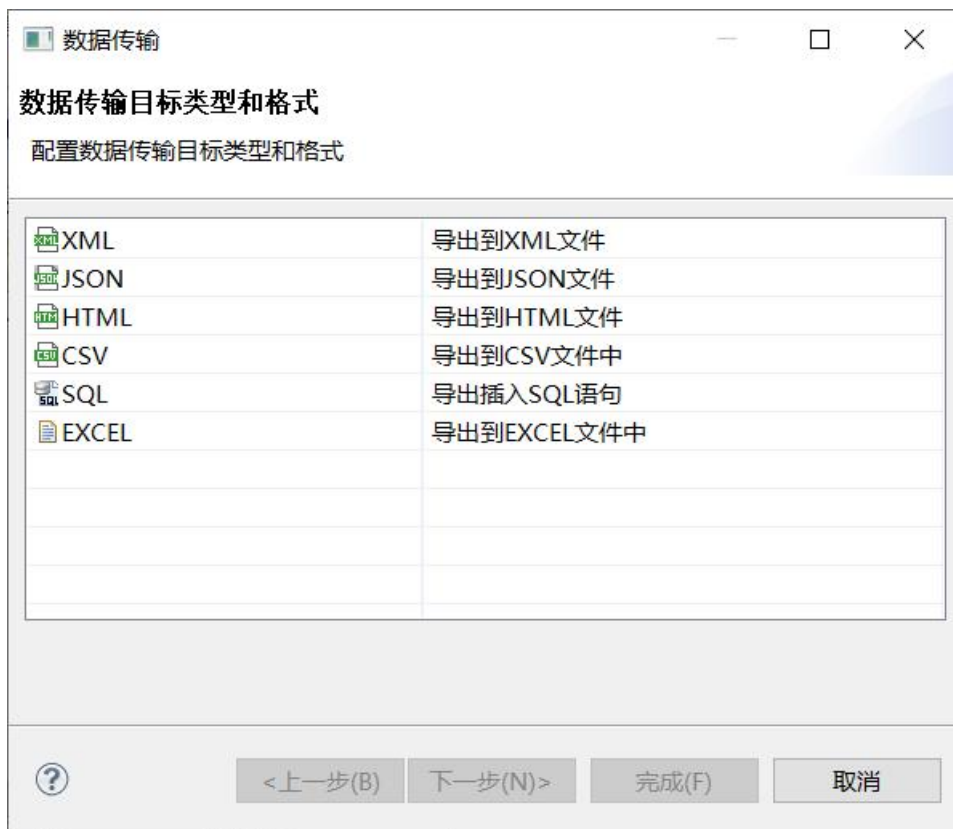 数据传输
数据传输目标类型和格式
配置数据传输目标类型和格式
XML 导出到XML文件
JSON 导出到JSON文件
HTML 导出到HTML文件
CSV 导出到CSV文件中
SQL 导出插入SQL语句
EXCEL 导出到EXCEL文件中
<上一步(B) 下一步(N)> 完成(F) 取消